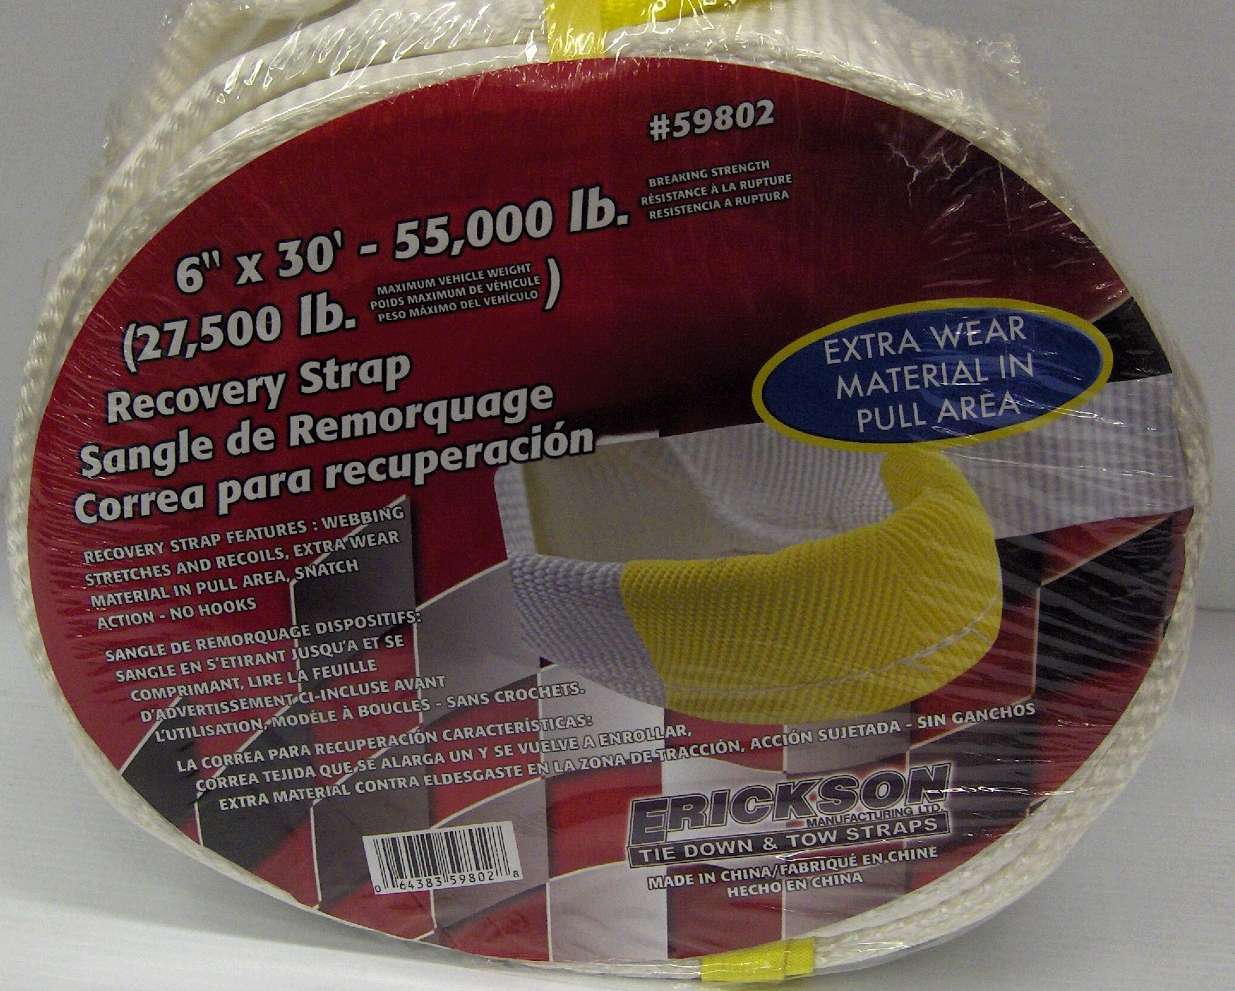 #59802
6" x 30' - 55,000 lb.
BREAKING STRENGTH
RÉSISTANCE À LA RUPTURE
RESISTENCIA A RUPTURA
(27,500 lb.
MAXIMUM VEHICLE WEIGHT
POIDS MAXIMUM DE VÉHICULE
PESO MÁXIMO DEL VEHÍCULO
)
Recovery Strap
Sangle de Remorquage
Correa para recuperación
EXTRA WEAR
MATERIAL IN
PULL AREA
RECOVERY STRAP FEATURES : WEBBING
STRETCHES AND RECOILS, EXTRA WEAR
MATERIAL IN PULL AREA, SNATCH
ACTION - NO HOOKS
SANGLE DE REMORQUAGE DISPOSITIFS:
SANGLE EN S'ETIRANT JUSQU'A ET SE
COMPRIMANT, LIRE LA FEUILLE
D'AVERTISSEMENT CI-INCLUSE AVANT
L'UTILISATION, MODÈLE À BOUCLES - SANS CROCHETS.
LA CORREA PARA RECUPERACIÓN CARACTERÍSTICAS:
CORREA TEJIDA QUE SE ALARGA UN Y SE VUELVE A ENROLLAR,
EXTRA MATERIAL CONTRA ELDESGASTE EN LA ZONA DE TRACCIÓN, ACCIÓN SUJETADA - SIN GANCHOS
ERICKSON
MANUFACTURING LTD.
TIE DOWN & TOW STRAPS
MADE IN CHINA/FABRIQUÉ EN CHINE
HECHO EN CHINA
0 64383 59802 8